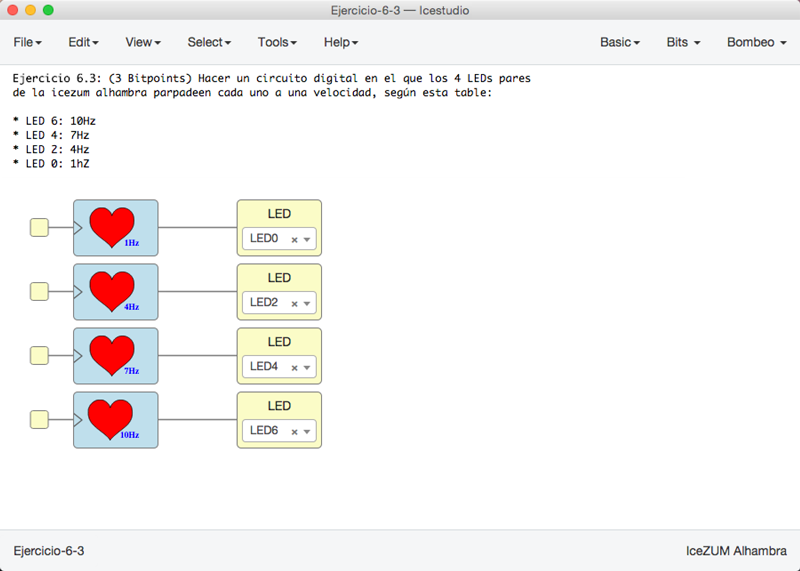 Ejercicio-6-3 — Icestudio
File Edit View Select Tools Help Basic Bits Bombeo
Ejercicio 6.3: (3 Bitpoints) Hacer un circuito digital en el que los 4 LEDs pares
de la icezum alhambra parpadeen cada uno a una velocidad, según esta table:
* LED 6: 10Hz
* LED 4: 7Hz
* LED 2: 4Hz
* LED 0: 1hZ
LED
LED0
1Hz
LED
LED2
4Hz
LED
LED4
7Hz
LED
LED6
10Hz
Ejercicio-6-3 IceZUM Alhambra